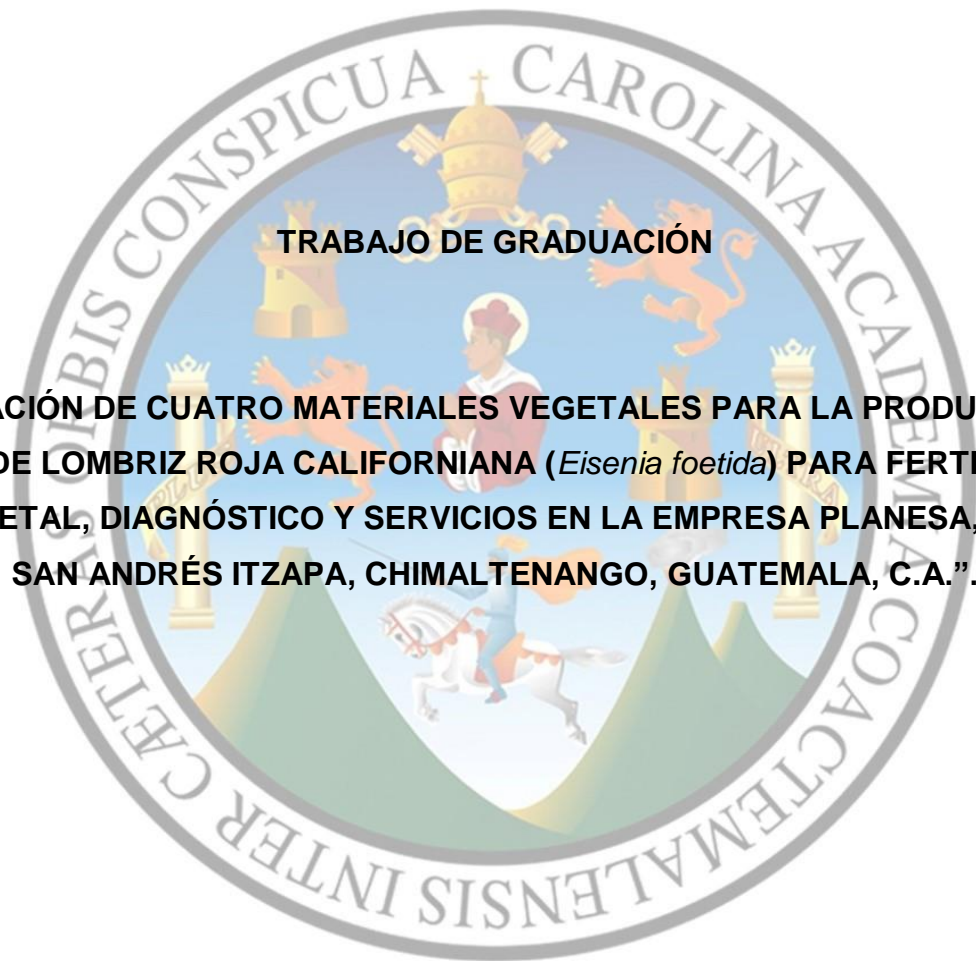 CÆTERAS ORBIS CONSPICUA CAROLINA ACADEMIA COACTEMALENSIS INTER
TRABAJO DE GRADUACIÓN
ACIÓN DE CUATRO MATERIALES VEGETALES PARA LA PRODU
DE LOMBRIZ ROJA CALIFORNIANA (Eisenia foetida) PARA FERTI
ETAL, DIAGNÓSTICO Y SERVICIOS EN LA EMPRESA PLANESA,
SAN ANDRÉS ITZAPA, CHIMALTENANGO, GUATEMALA, C.A.”.